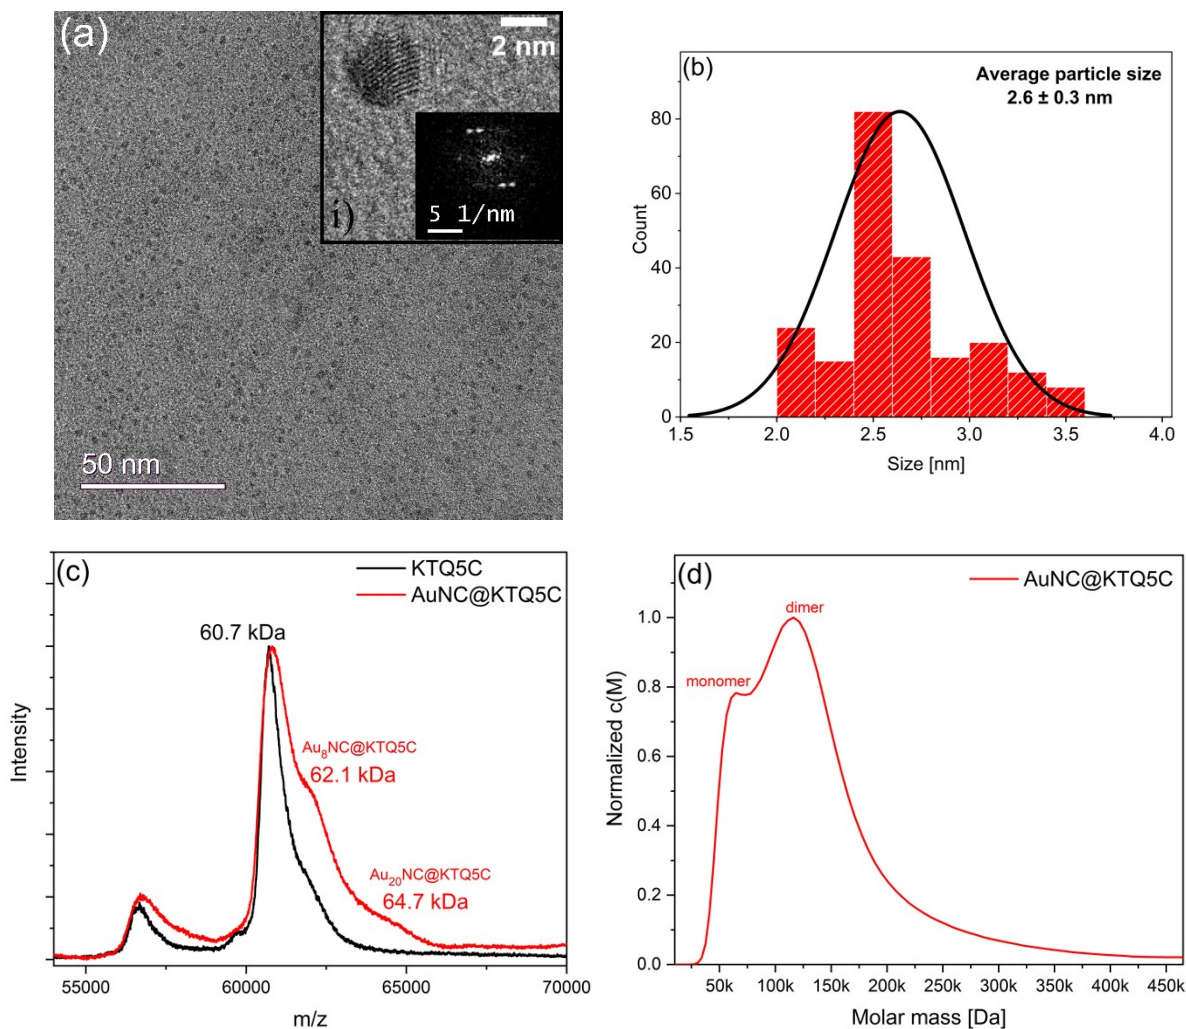 (a)
2 nm
i)
5 1/nm
50 nm
(b)
Average particle size
2.6 ± 0.3 nm
Count
80
60
40
20
0
1.5 2.0 2.5 3.0 3.5 4.0
Size [nm]
(c)
KTQ5C
AuNC@KTQ5C
60.7 kDa
Au₈NC@KTQ5C
62.1 kDa
Au₂₀NC@KTQ5C
64.7 kDa
Intensity
55000 60000 65000 70000
m/z
(d)
AuNC@KTQ5C
dimer
monomer
Normalized c(M)
1.0
0.8
0.6
0.4
0.2
0.0
50k 100k 150k 200k 250k 300k 350k 400k 450k
Molar mass [Da]